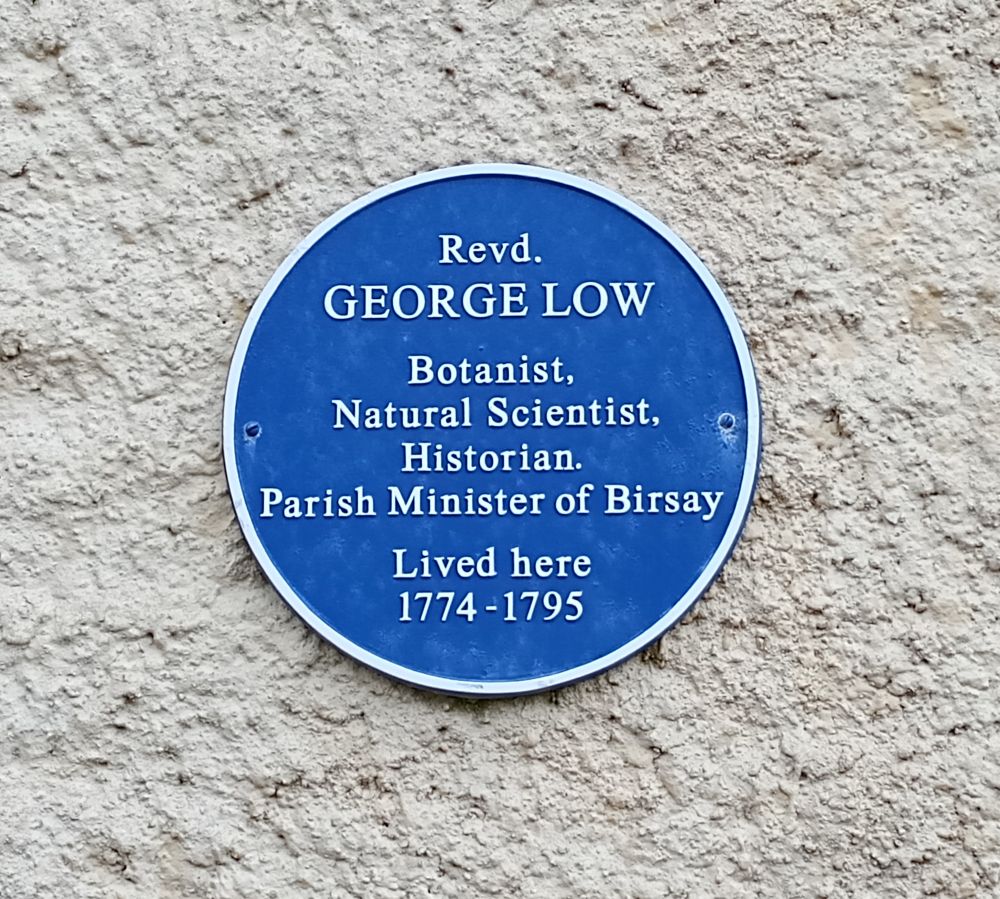 Revd.
GEORGE LOW
Botanist,
Natural Scientist,
Historian.
Parish Minister of Birsay
Lived here
1774-1795